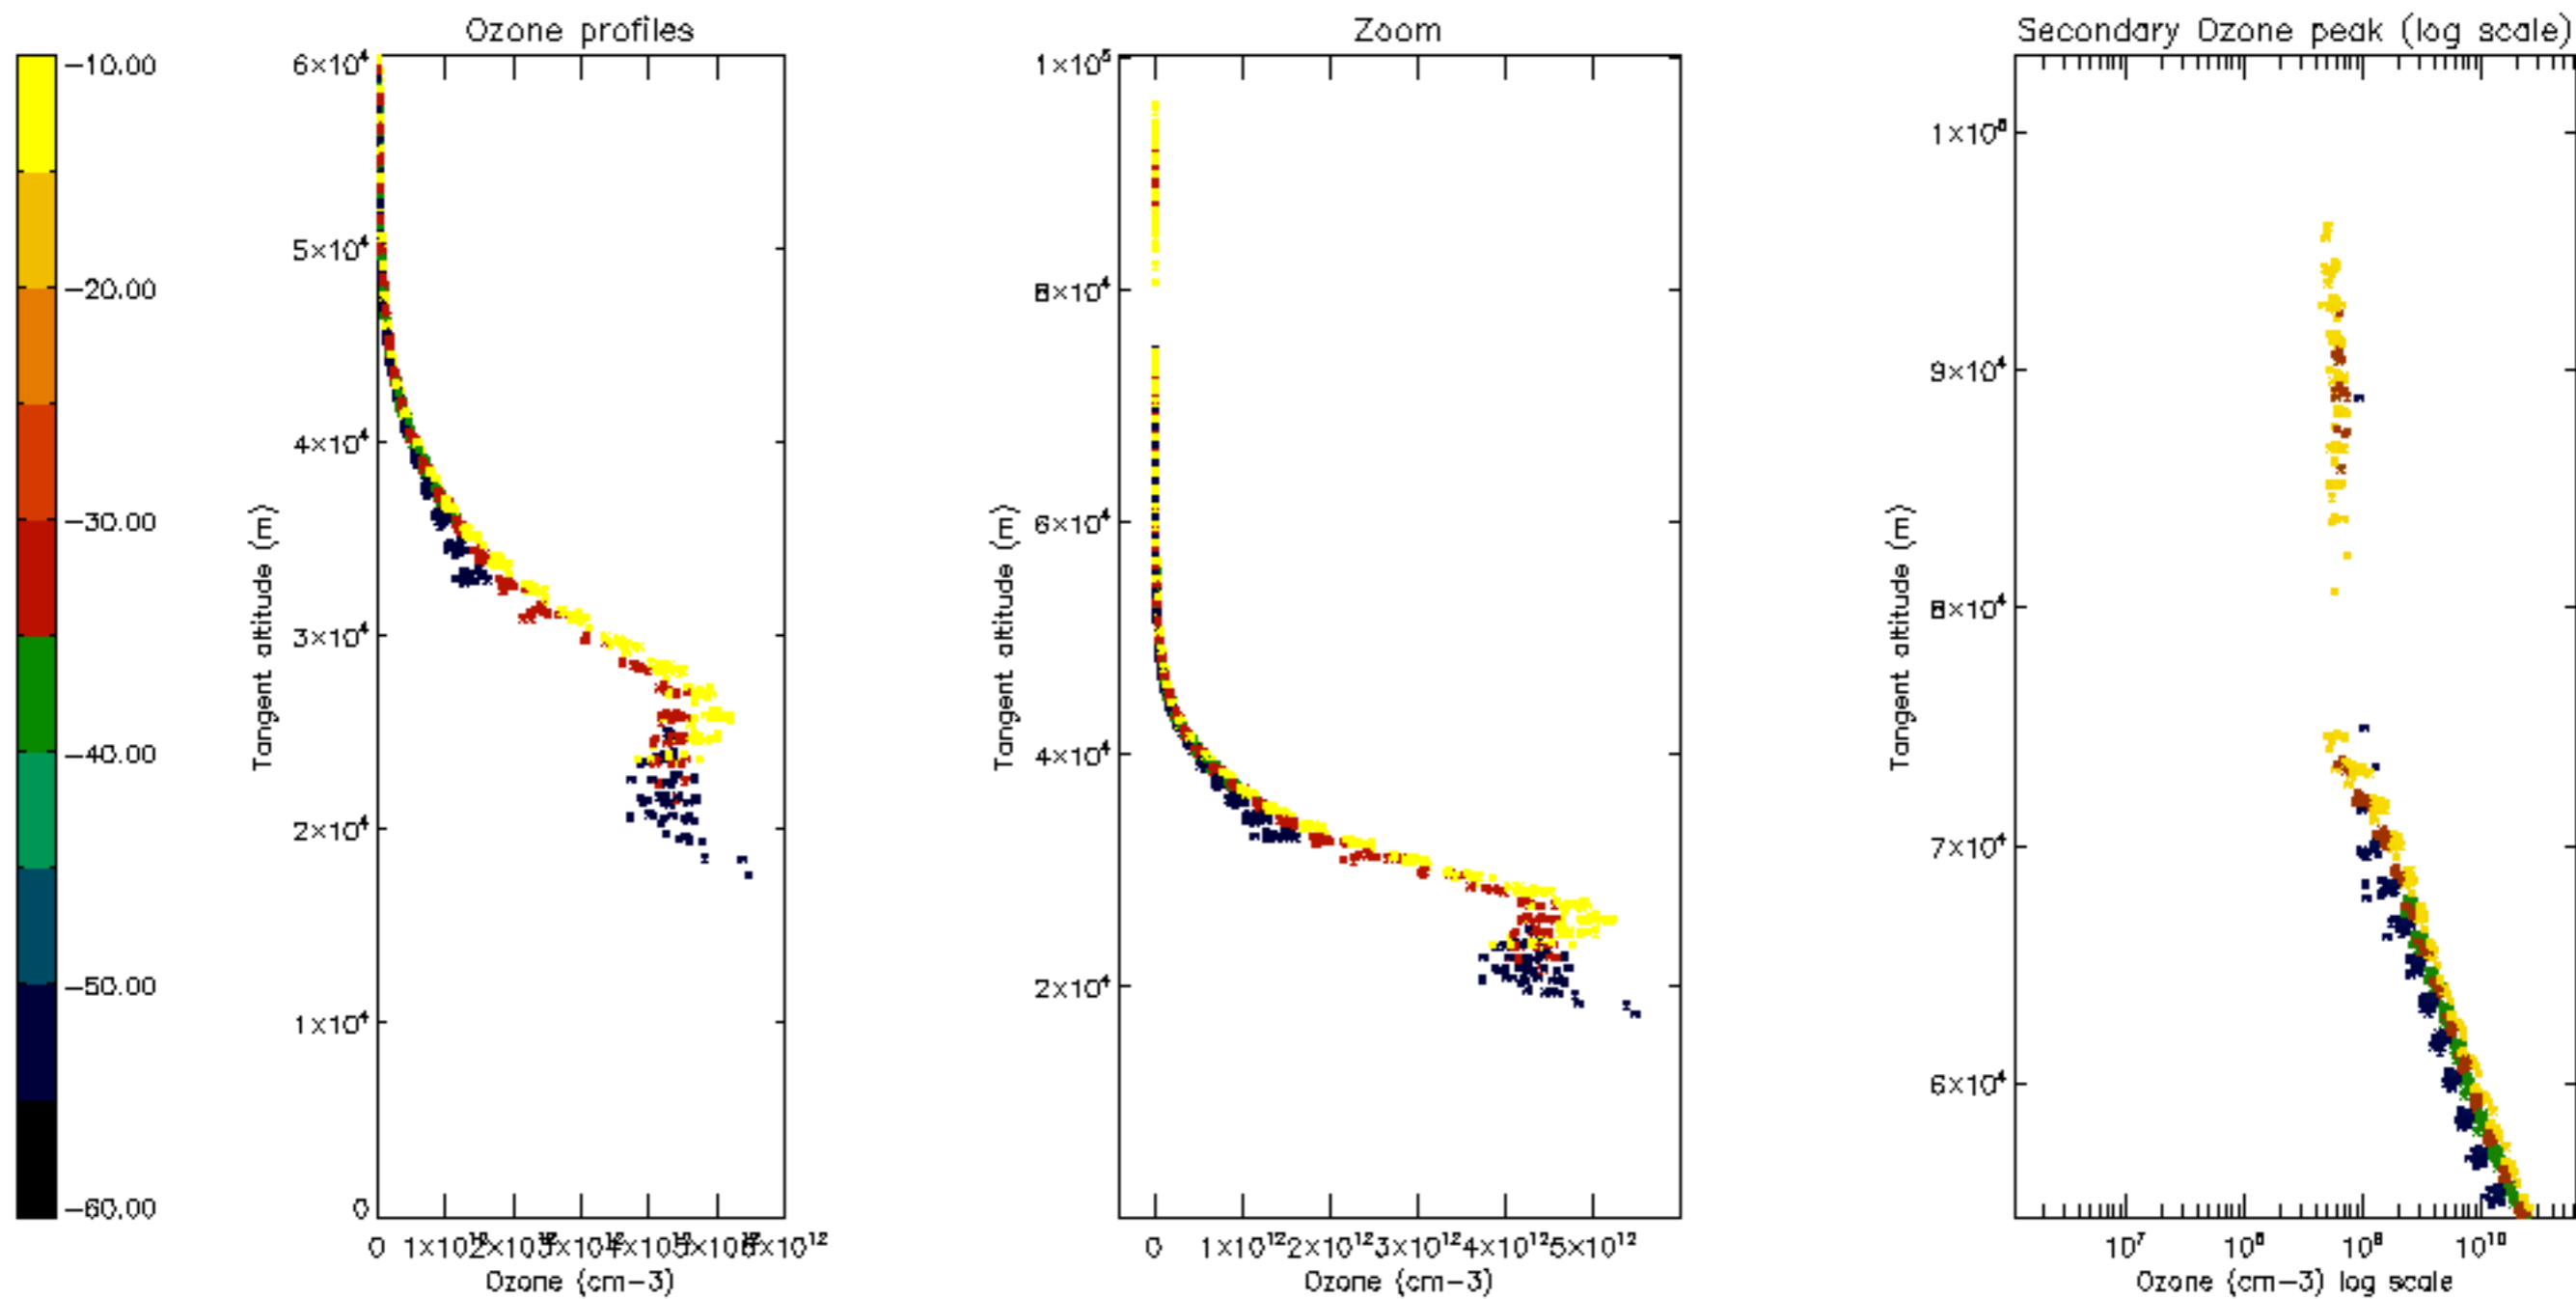 Ozone profiles
Zoom
Secondary Ozone peak (log scale)
-10.00
-20.00
-30.00
-40.00
-50.00
-60.00
6×10⁴
5×10⁴
4×10⁴
3×10⁴
2×10⁴
1×10⁴
0
Tangent altitude (m)
0
Ozone (cm-3)
1×10⁵
8×10⁴
6×10⁴
4×10⁴
2×10⁴
Tangent altitude (m)
0 1×10¹² 2×10¹² 3×10¹² 4×10¹² 5×10¹²
Ozone (cm-3)
9×10⁴
8×10⁴
7×10⁴
6×10⁴
Tangent altitude (m)
10⁷ 10⁸ 10⁹ 10¹⁰
Ozone (cm-3) log scale